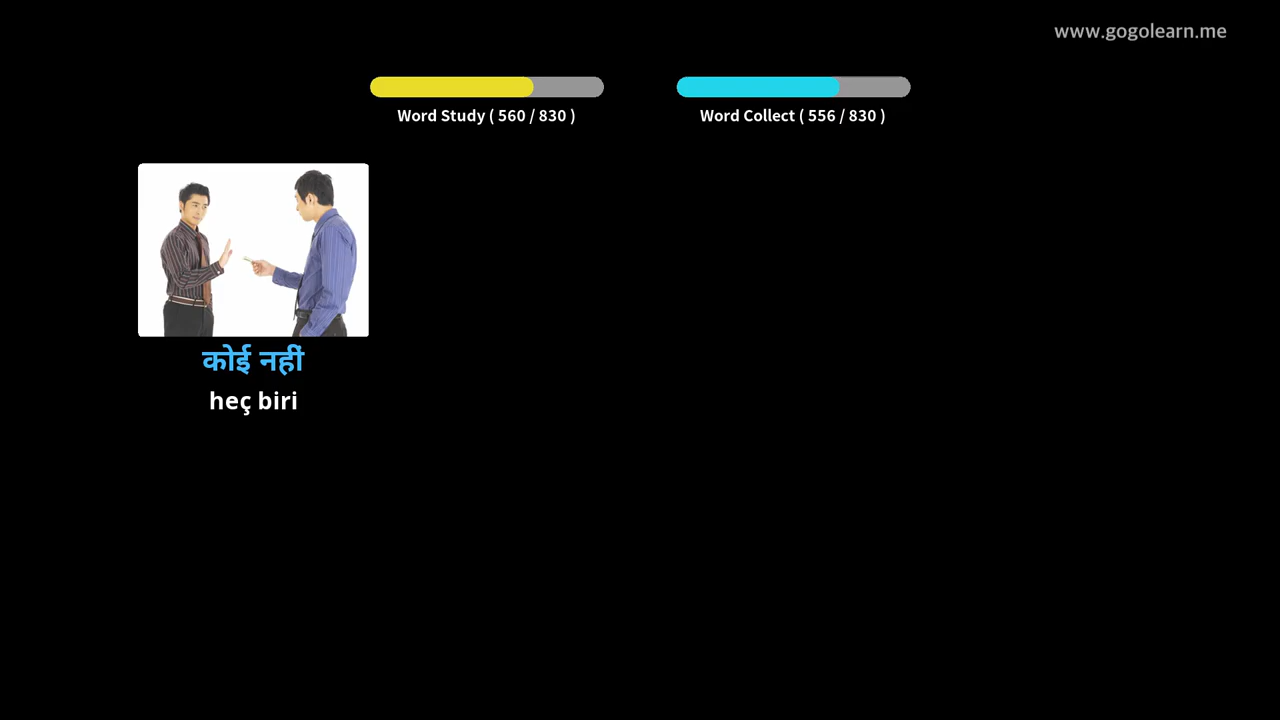 www.gogolearn.me
Word Study ( 560 / 830 )
Word Collect ( 556 / 830 )
कोई नहीं
heç biri